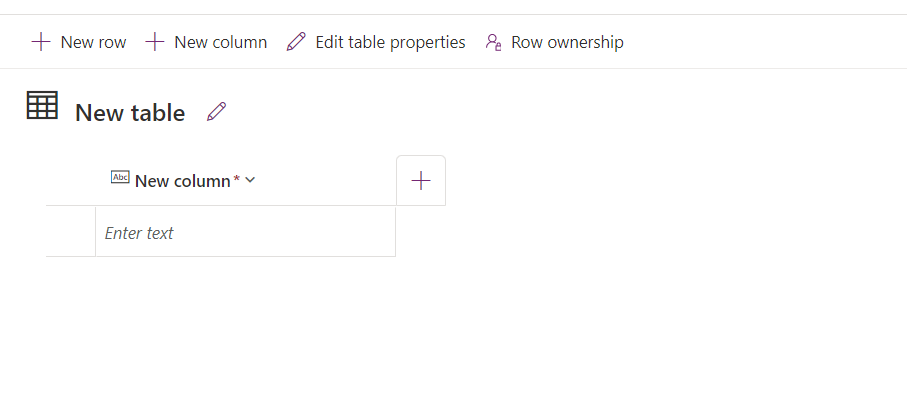 New row New column Edit table properties Row ownership
New table
Abc New column *
Enter text